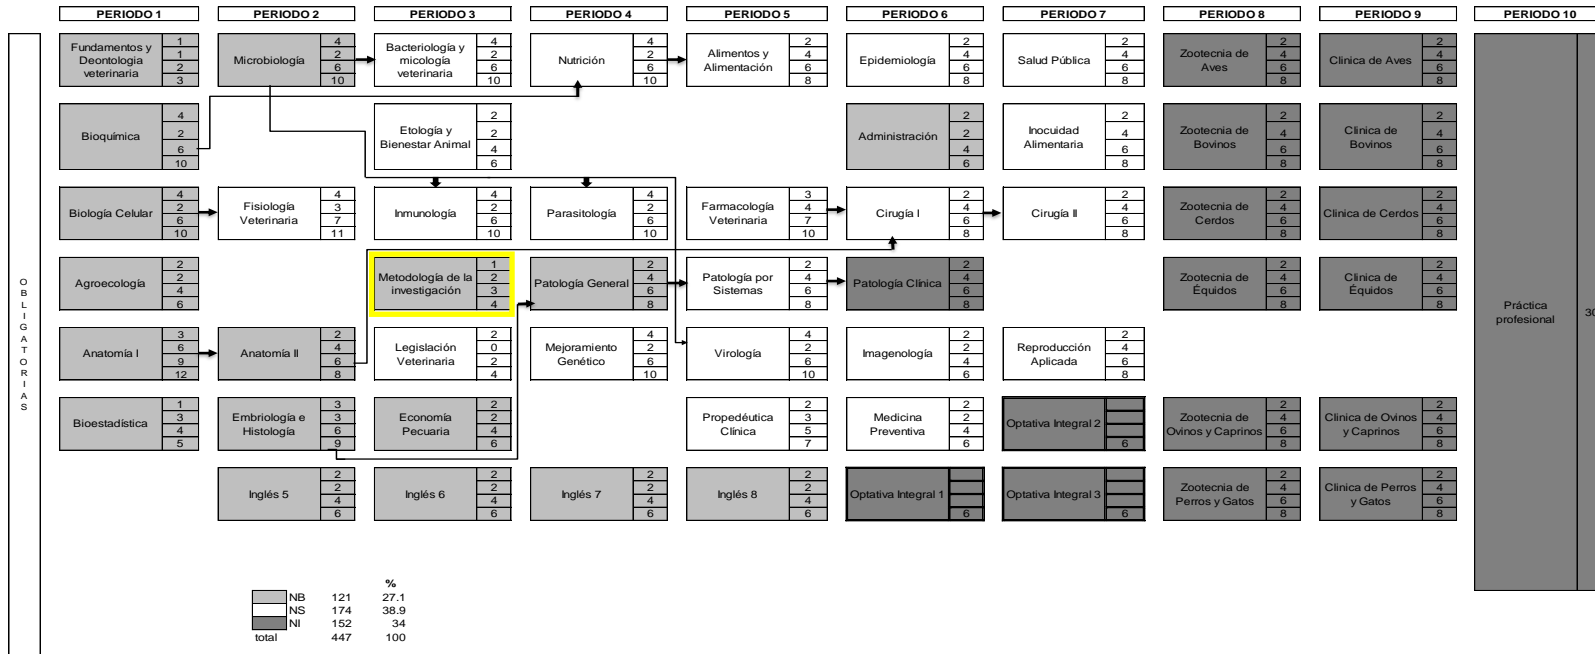 PERIODO 1 PERIODO 2 PERIODO 3 PERIODO 4 PERIODO 5 PERIODO 6 PERIODO 7 PERIODO 8 PERIODO 9 PERIODO 10
OBLIGATORIAS
Fundamentos y
Deontologia
veterinaria
1
1
2
3
Microbiología
4
2
6
10
Bacteriología y
micología
veterinaria
4
2
6
10
Nutrición
4
2
6
10
Alimentos y
Alimentación
2
4
6
8
Epidemiología
2
4
6
8
Salud Pública
2
4
6
8
Zootecnia de
Aves
2
4
6
8
Clinica de Aves
2
4
6
8
Bioquímica
4
2
6
10
Etología y
Bienestar Animal
2
2
4
6
Administración
2
2
4
6
Inocuidad
Alimentaria
2
4
6
8
Zootecnia de
Bovinos
2
4
6
8
Clinica de
Bovinos
2
4
6
8
Biología Celular
4
2
6
10
Fisiología
Veterinaria
4
3
7
11
Inmunología
4
2
6
10
Parasitología
4
2
6
10
Farmacología
Veterinaria
3
4
7
10
Cirugía I
2
4
6
8
Cirugía II
2
4
6
8
Zootecnia de
Cerdos
2
4
6
8
Clinica de Cerdos
2
4
6
8
Agroecología
2
2
4
6
Metodología de la
investigación
1
2
3
4
Patología General
2
4
6
8
Patología por
Sistemas
2
4
6
8
Patología Clínica
2
4
6
8
Zootecnia de
Équidos
2
4
6
8
Clinica de
Équidos
2
4
6
8
Anatomía I
3
6
9
12
Anatomía II
2
4
6
8
Legislación
Veterinaria
2
0
2
4
Mejoramiento
Genético
4
2
6
10
Virología
4
2
6
10
Imagenología
2
2
4
6
Reproducción
Aplicada
2
4
6
8
Bioestadística
1
3
4
5
Embriología e
Histología
3
3
6
9
Economía
Pecuaria
2
2
4
6
Propedéutica
Clínica
2
3
5
7
Medicina
Preventiva
2
2
4
6
Optativa Integral 2
6
Zootecnia de
Ovinos y Caprinos
2
4
6
8
Clinica de Ovinos
y Caprinos
2
4
6
8
Inglés 5
2
2
4
6
Inglés 6
2
2
4
6
Inglés 7
2
2
4
6
Inglés 8
2
2
4
6
Optativa Integral 1
6
Optativa Integral 3
6
Zootecnia de
Perros y Gatos
2
4
6
8
Clinica de Perros
y Gatos
2
4
6
8
Práctica
profesional
30
%
NB 121 27.1
NS 174 38.9
NI 152 34
total 447 100